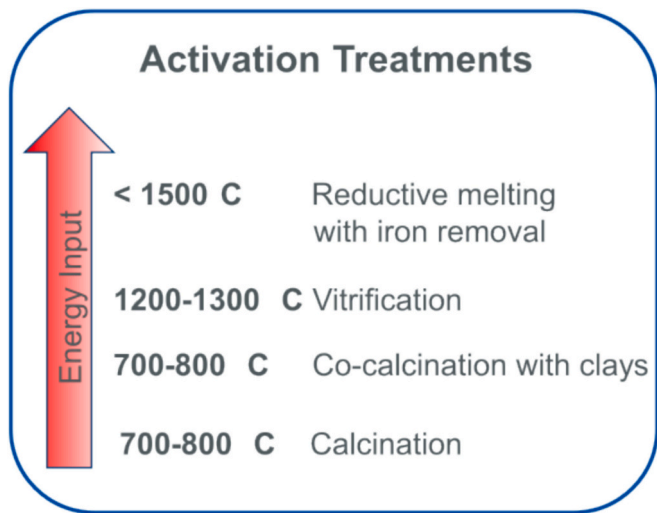 Activation Treatments
Energy Input
< 1500 C Reductive melting
with iron removal
1200-1300 C Vitrification
700-800 C Co-calcination with clays
700-800 C Calcination